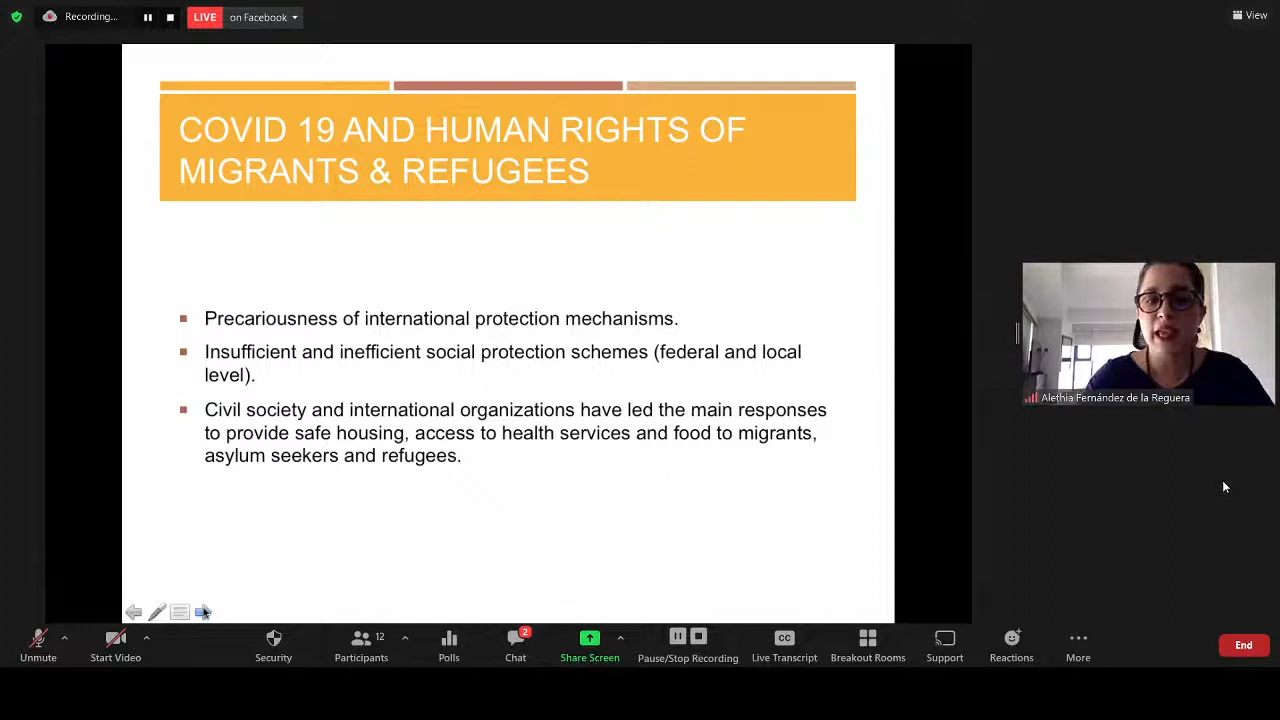 Recording...
LIVE on Facebook
View
COVID 19 AND HUMAN RIGHTS OF
MIGRANTS & REFUGEES
Precariousness of international protection mechanisms.
Insufficient and inefficient social protection schemes (federal and local
level).
Civil society and international organizations have led the main responses
to provide safe housing, access to health services and food to migrants,
asylum seekers and refugees.
Alethia Fernández de la Reguera
Unmute
Start Video
Security
Participants
12
Polls
Chat
2
Share Screen
Pause/Stop Recording
CC
Live Transcript
Breakout Rooms
Support
Reactions
More
End